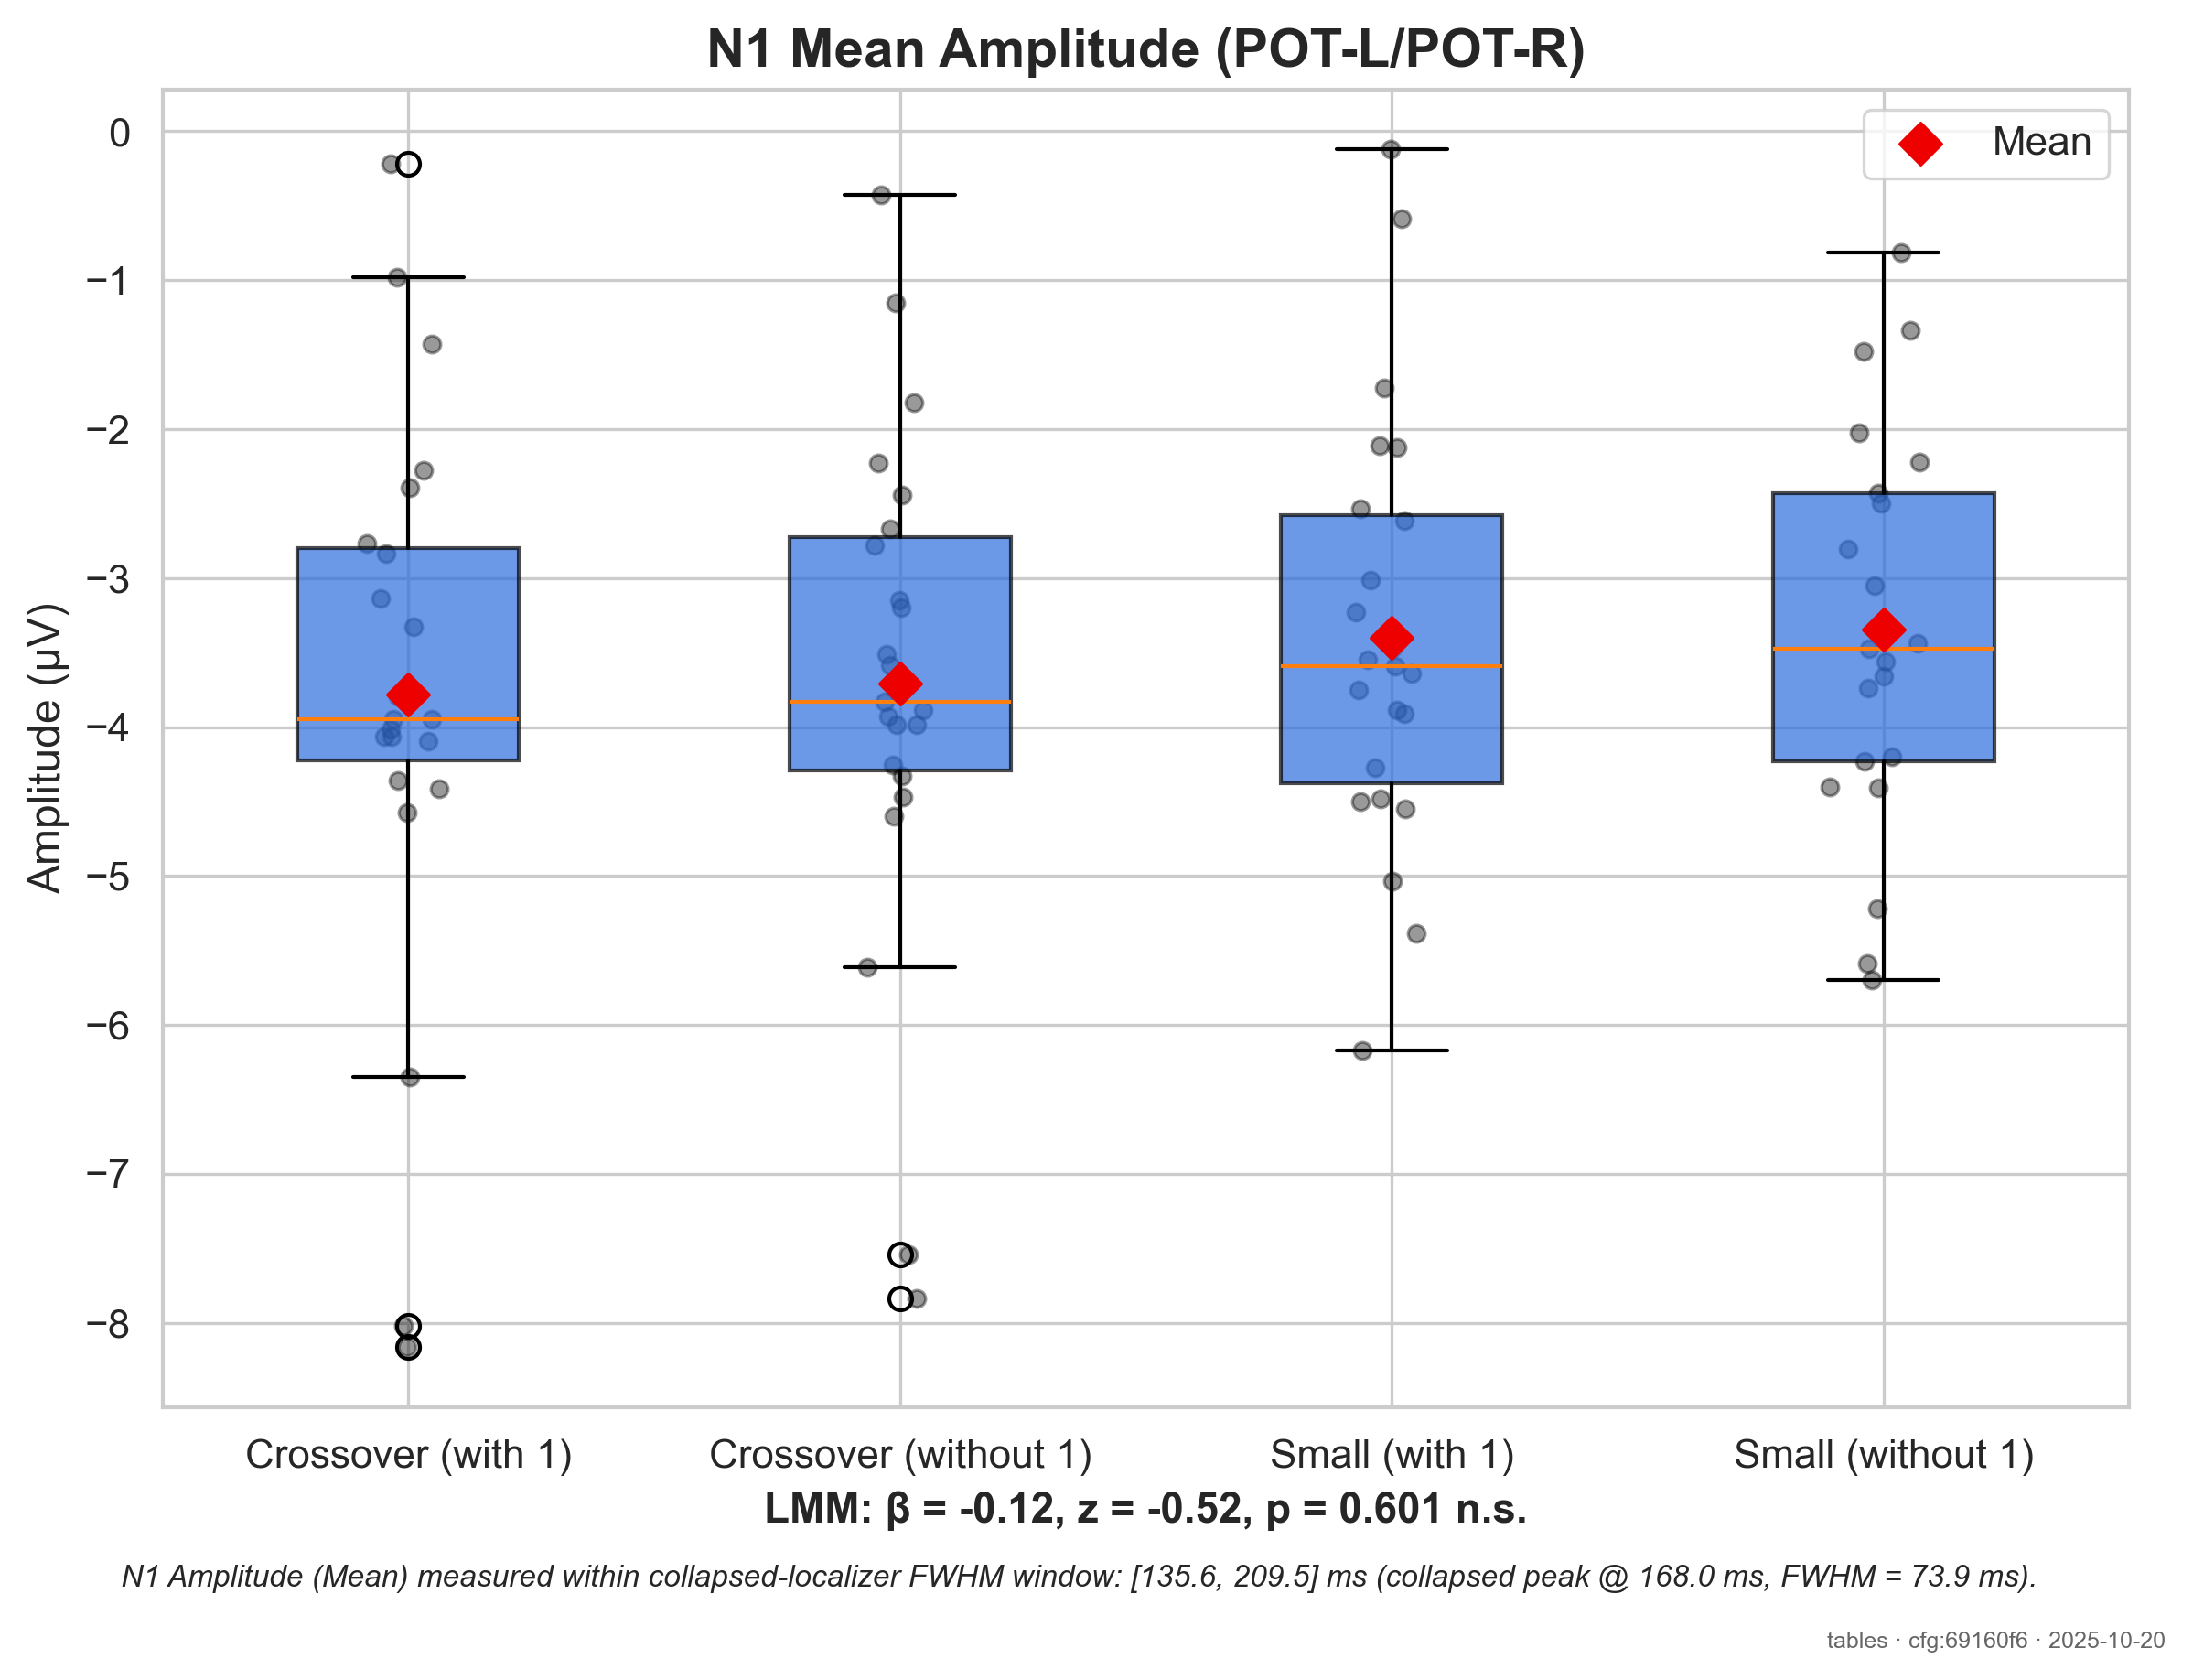 N1 Mean Amplitude (POT-L/POT-R)
Mean
0
−1
−2
−3
−4
−5
−6
−7
−8
Amplitude (µV)
Crossover (with 1) Crossover (without 1) Small (with 1) Small (without 1)
LMM: β = -0.12, z = -0.52, p = 0.601 n.s.
N1 Amplitude (Mean) measured within collapsed-localizer FWHM window: [135.6, 209.5] ms (collapsed peak @ 168.0 ms, FWHM = 73.9 ms).
tables · cfg:69160f6 · 2025-10-20